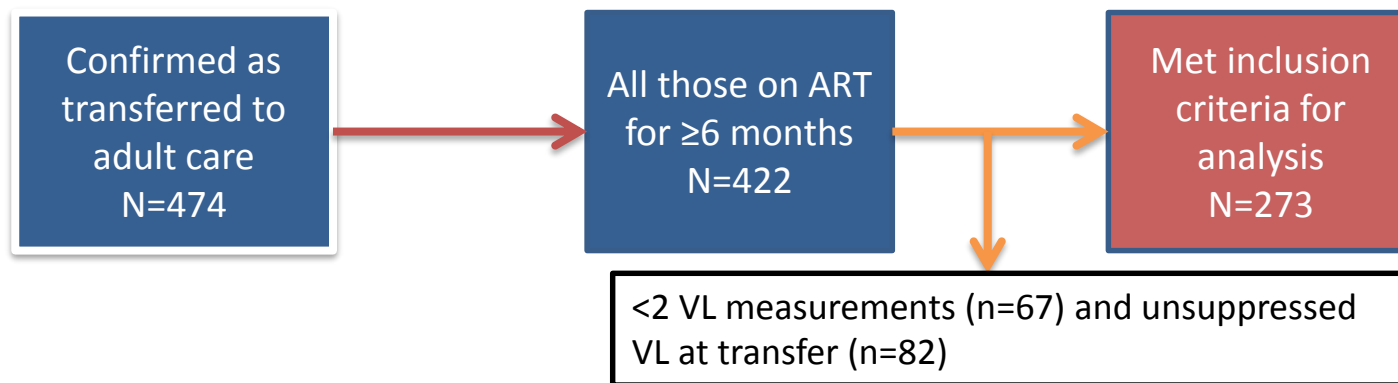 Confirmed as
transferred to
adult care
N=474
All those on ART
for ≥6 months
N=422
Met inclusion
criteria for
analysis
N=273
<2 VL measurements (n=67) and unsuppressed
VL at transfer (n=82)